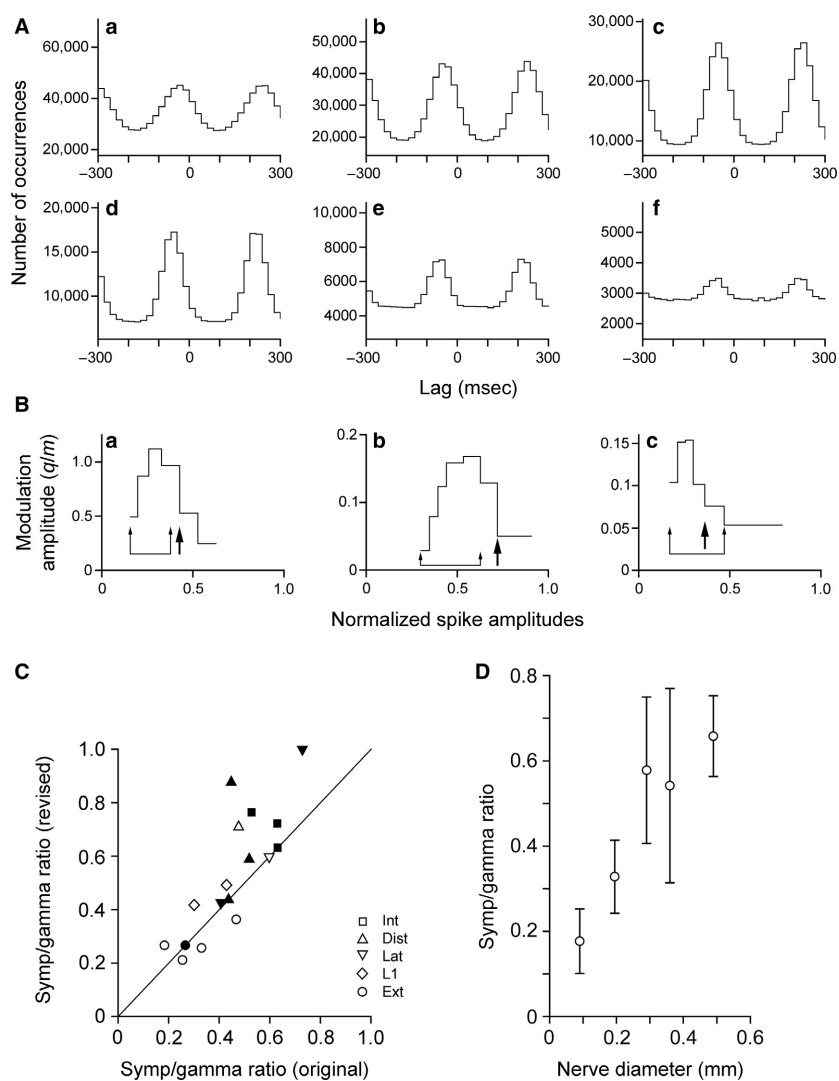 A
a
b
c
Number of occurrences
60,000
40,000
20,000
–300
0
300
50,000
40,000
30,000
20,000
–300
0
300
30,000
20,000
10,000
–300
0
300
d
e
f
20,000
15,000
10,000
–300
0
300
10,000
8000
6000
4000
–300
0
300
5000
4000
3000
2000
–300
0
300
Lag (msec)
B
a
b
c
Modulation
amplitude (q/m)
1.0
0.5
0
0
0.5
1.0
0.2
0.1
0
0
0.5
1.0
0.15
0.1
0.05
0
0
0.5
1.0
Normalized spike amplitudes
C
Symp/gamma ratio (revised)
1.0
0.8
0.6
0.4
0.2
0
0
0.2
0.4
0.6
0.8
1.0
Int
Dist
Lat
L1
Ext
Symp/gamma ratio (original)
D
Symp/gamma ratio
0.8
0.6
0.4
0.2
0
0
0.2
0.4
0.6
Nerve diameter (mm)